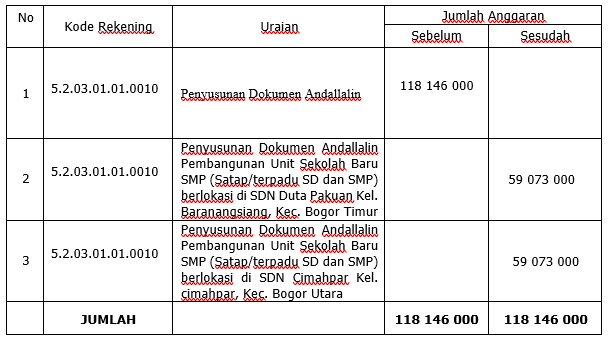 No
Kode Rekening
Uraian
Jumlah Anggaran
Sebelum
Sesudah
1
5.2.03.01.01.0010
Penyusunan Dokumen Andallalin
118 146 000
2
5.2.03.01.01.0010
Penyusunan Dokumen Andallalin
Pembangunan Unit Sekolah Baru
SMP (Satap/terpadu SD dan SMP)
berlokasi di SDN Duta Pakuan Kel.
Baranangsiang, Kec. Bogor Timur
59 073 000
3
5.2.03.01.01.0010
Penyusunan Dokumen Andallalin
Pembangunan Unit Sekolah Baru
SMP (Satap/terpadu SD dan SMP)
berlokasi di SDN Cimahpar Kel.
cimahpar, Kec. Bogor Utara
59 073 000
JUMLAH
118 146 000
118 146 000